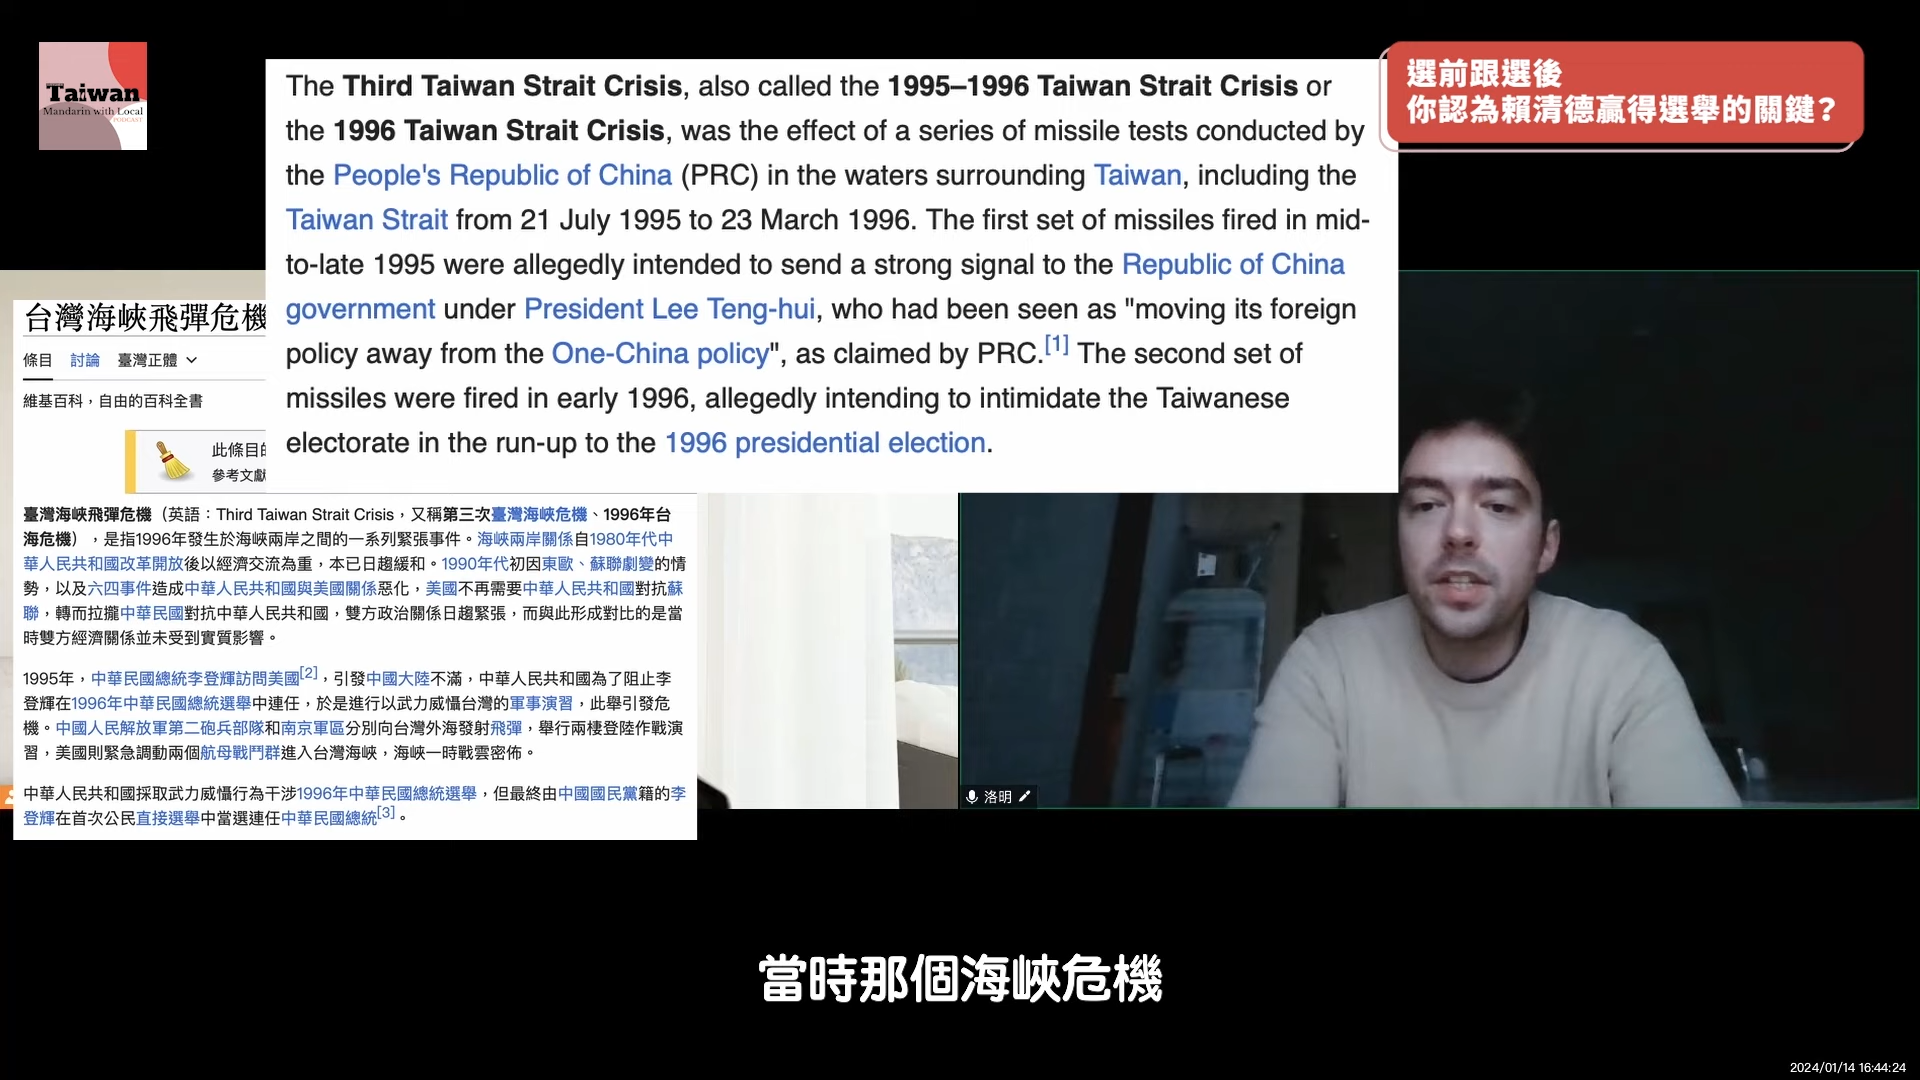 Taiwan
Mandarin with Local
PODCAST
The Third Taiwan Strait Crisis, also called the 1995–1996 Taiwan Strait Crisis or
the 1996 Taiwan Strait Crisis, was the effect of a series of missile tests conducted by
the People's Republic of China (PRC) in the waters surrounding Taiwan, including the
Taiwan Strait from 21 July 1995 to 23 March 1996. The first set of missiles fired in mid-
to-late 1995 were allegedly intended to send a strong signal to the Republic of China
government under President Lee Teng-hui, who had been seen as "moving its foreign
policy away from the One-China policy", as claimed by PRC.[1] The second set of
missiles were fired in early 1996, allegedly intending to intimidate the Taiwanese
electorate in the run-up to the 1996 presidential election.
選前跟選後
你認為賴清德贏得選舉的關鍵？
台灣海峽飛彈危機
條目 討論 臺灣正體
維基百科，自由的百科全書
此條目的
參考文獻
臺灣海峽飛彈危機（英語：Third Taiwan Strait Crisis，又稱第三次臺灣海峽危機、1996年台
海危機），是指1996年發生於海峽兩岸之間的一系列緊張事件。海峽兩岸關係自1980年代中
華人民共和國改革開放後以經濟交流為重，本已日趨緩和。1990年代初因東歐、蘇聯劇變的情
勢，以及六四事件造成中華人民共和國與美國關係惡化，美國不再需要中華人民共和國對抗蘇
聯，轉而拉攏中華民國對抗中華人民共和國，雙方政治關係日趨緊張，而與此形成對比的是當
時雙方經濟關係並未受到實質影響。
1995年，中華民國總統李登輝訪問美國[2]，引發中國大陸不滿，中華人民共和國為了阻止李
登輝在1996年中華民國總統選舉中連任，於是進行以武力威懾台灣的軍事演習，此舉引發危
機。中國人民解放軍第二砲兵部隊和南京軍區分別向台灣外海發射飛彈，舉行兩棲登陸作戰演
習，美國則緊急調動兩個航母戰鬥群進入台灣海峽，海峽一時戰雲密佈。
中華人民共和國採取武力威懾行為干涉1996年中華民國總統選舉，但最終由中國國民黨籍的李
登輝在首次公民直接選舉中當選連任中華民國總統[3]。
洛明
當時那個海峽危機
2024/01/14 16:44:24